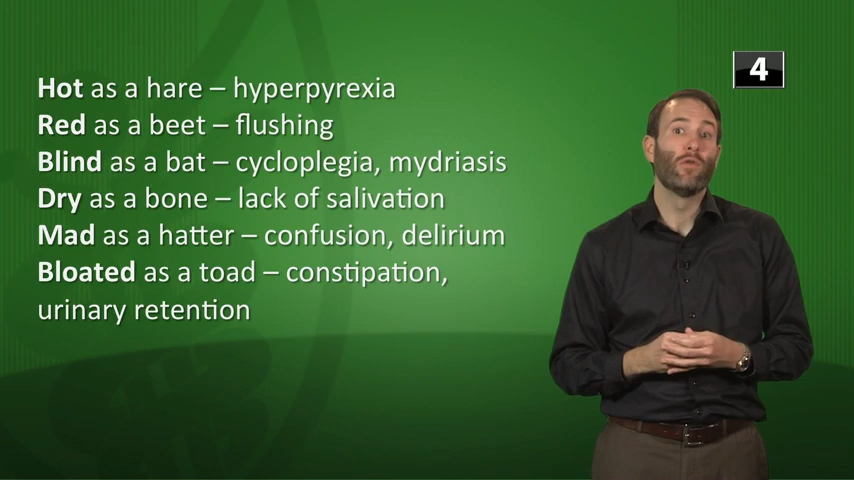 Hot as a hare – hyperpyrexia
Red as a beet – flushing
Blind as a bat – cycloplegia, mydriasis
Dry as a bone – lack of salivation
Mad as a hatter – confusion, delirium
Bloated as a toad – constipation,
urinary retention
4